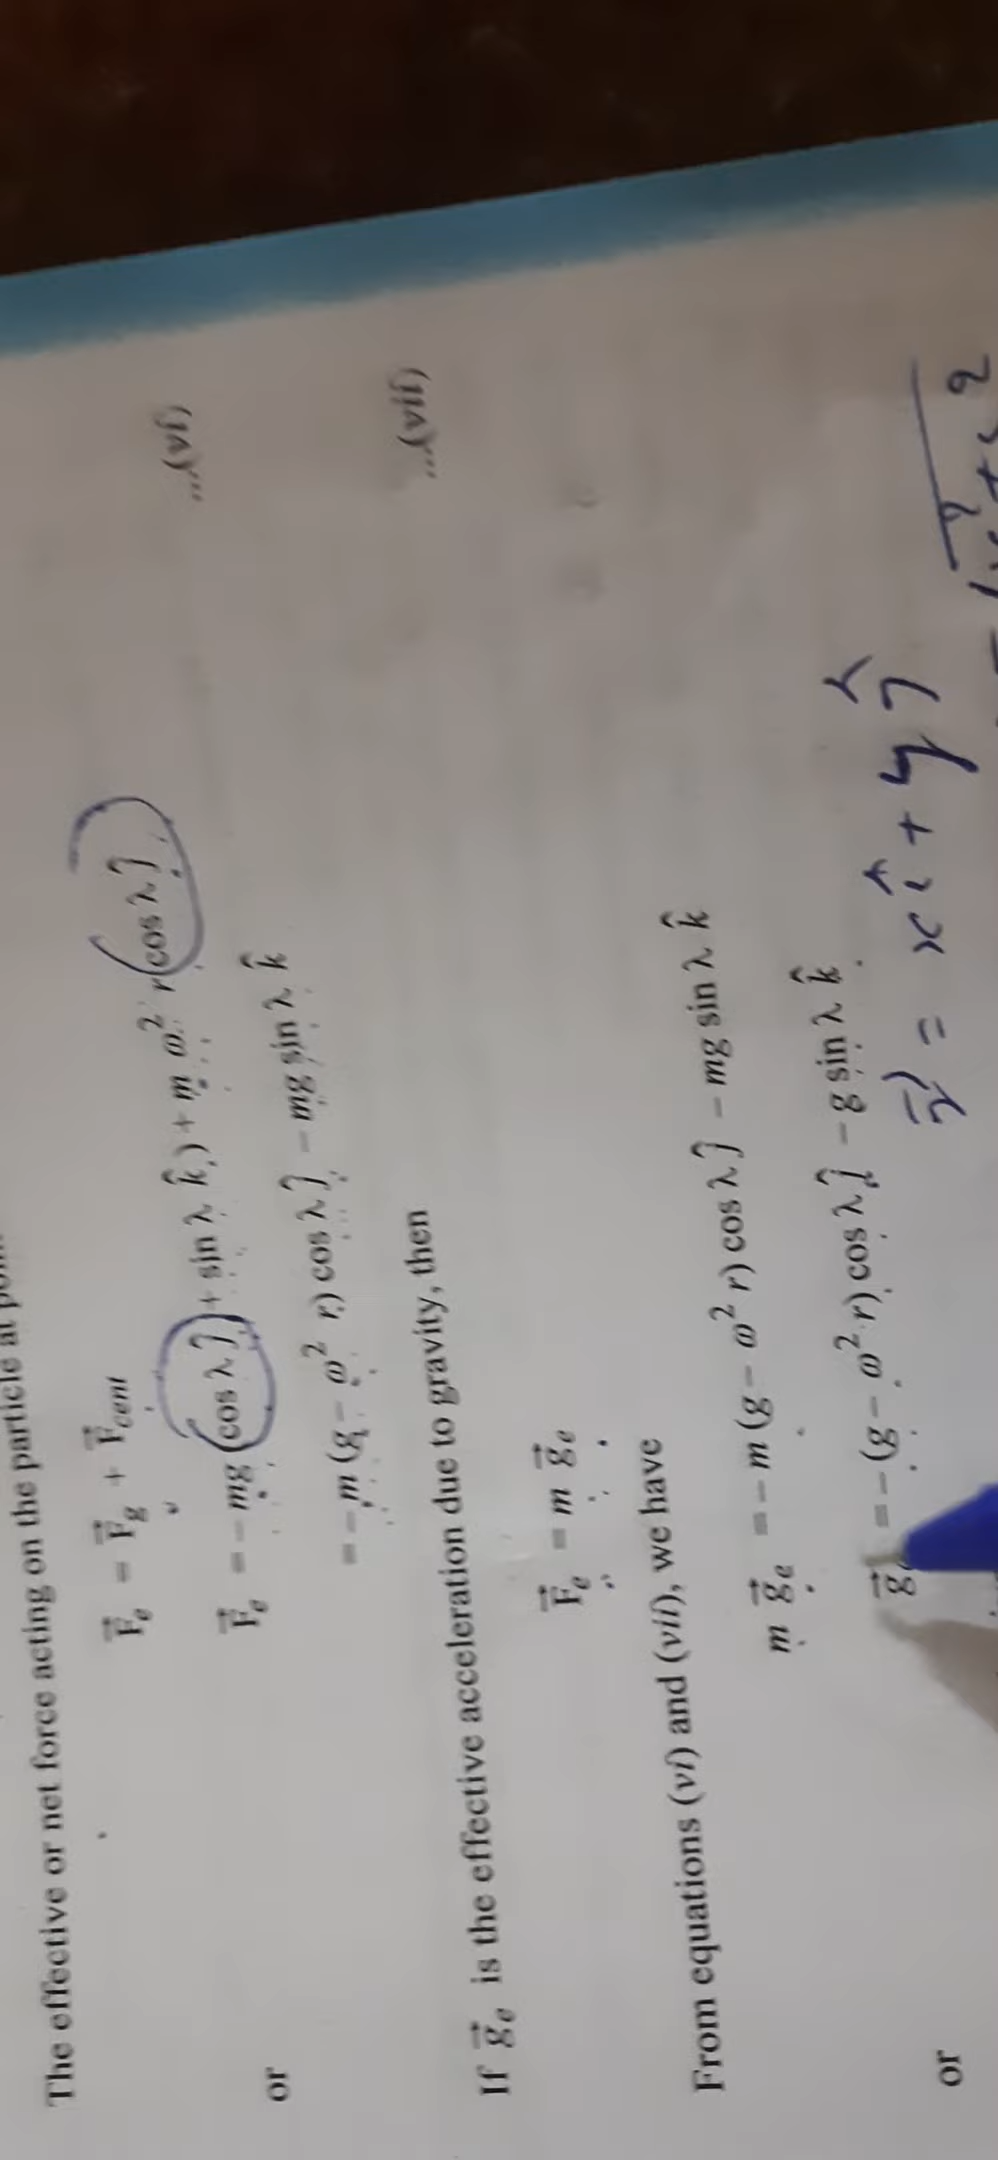 The effective or net force acting on the particle at
F⃗ₑ = F⃗_g + F⃗_cent
F⃗ₑ = − mg (cos λ ĵ + sin λ k̂) + m ω² r cos λ ĵ
or = − m (g − ω² r) cos λ ĵ − mg sin λ k̂ ...(vi)
If g⃗ₑ is the effective acceleration due to gravity, then
F⃗ₑ = m g⃗ₑ ...(vii)
From equations (vi) and (vii), we have
m g⃗ₑ = − m (g − ω² r) cos λ ĵ − mg sin λ k̂
or g⃗ = − (g − ω² r) cos λ ĵ − g sin λ k̂
= x î + y ĵ